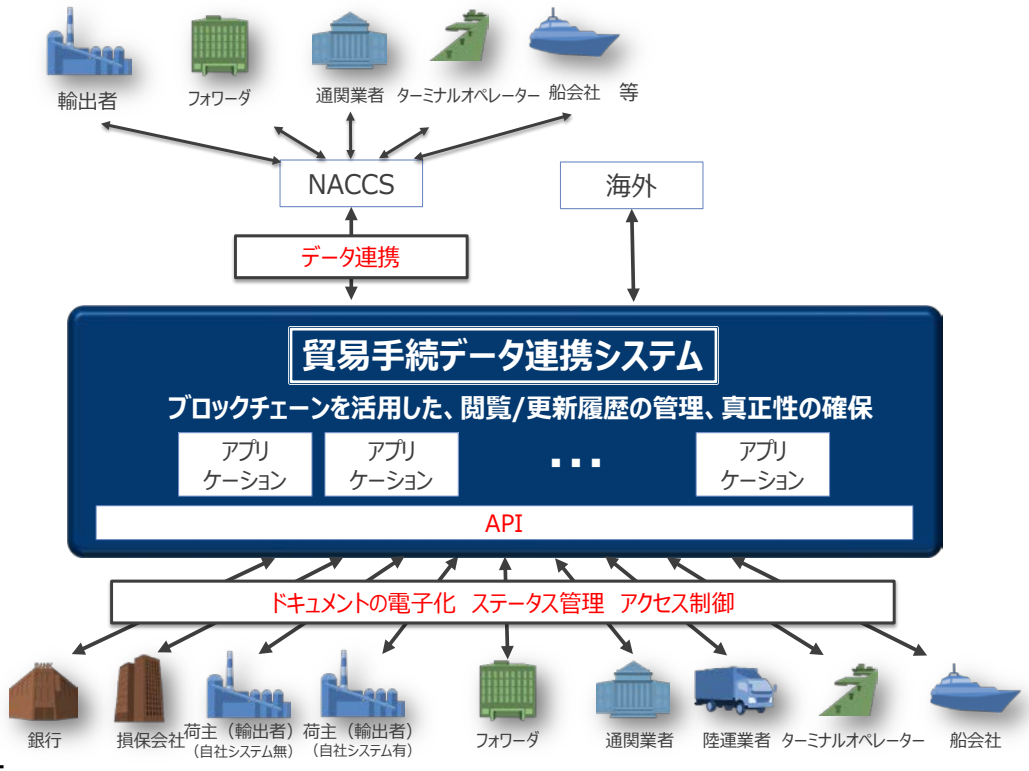 輸出者
フォワーダ
通関業者
ターミナルオペレーター
船会社 等
NACCS
海外
データ連携
貿易手続データ連携システム
ブロックチェーンを活用した、閲覧/更新履歴の管理、真正性の確保
アプリ
ケーション
アプリ
ケーション
...
アプリ
ケーション
API
ドキュメントの電子化 ステータス管理 アクセス制御
銀行
損保会社
荷主（輸出者）
（自社システム無）
荷主（輸出者）
（自社システム有）
フォワーダ
通関業者
陸運業者
ターミナルオペレーター
船会社